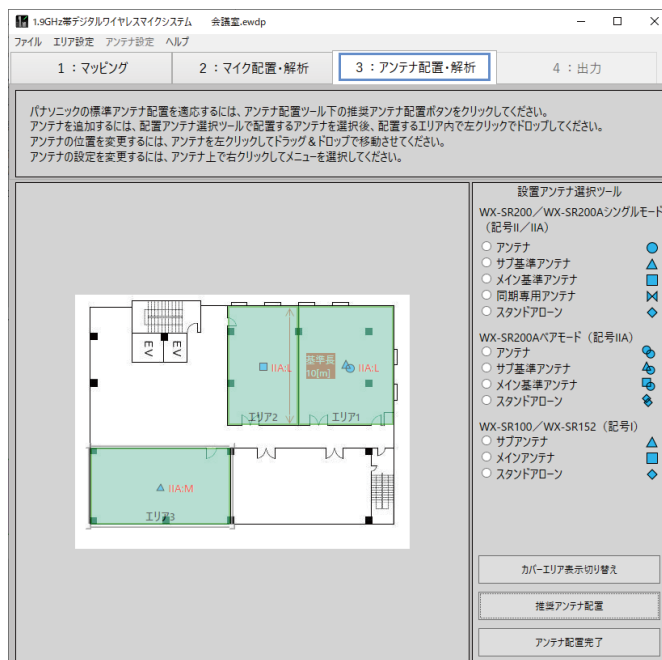 1.9GHz帯デジタルワイヤレスマイクシステム 会議室.ewdp
ファイル エリア設定 アンテナ設定 ヘルプ
1：マッピング
2：マイク配置・解析
3：アンテナ配置・解析
4：出力
パナソニックの標準アンテナ配置を適応するには、アンテナ配置ツール下の推奨アンテナ配置ボタンをクリックしてください。
アンテナを追加するには、配置アンテナ選択ツールで配置するアンテナを選択後、配置するエリア内で左クリックでドロップしてください。
アンテナの位置を変更するには、アンテナを左クリックしてドラッグ＆ドロップで移動させてください。
アンテナの設定を変更するには、アンテナ上で右クリックしてメニューを選択してください。
EV
EV
IIA:L
基準長
10[m]
IIA:L
エリア2
エリア1
IIA:M
エリア3
設置アンテナ選択ツール
WX-SR200／WX-SR200Aシングルモード
（記号II／IIA）
アンテナ
サブ基準アンテナ
メイン基準アンテナ
同期専用アンテナ
スタンドアローン
WX-SR200Aペアモード（記号IIA）
アンテナ
サブ基準アンテナ
メイン基準アンテナ
スタンドアローン
WX-SR100／WX-SR152（記号I）
サブアンテナ
メインアンテナ
スタンドアローン
カバーエリア表示切り替え
推奨アンテナ配置
アンテナ配置完了